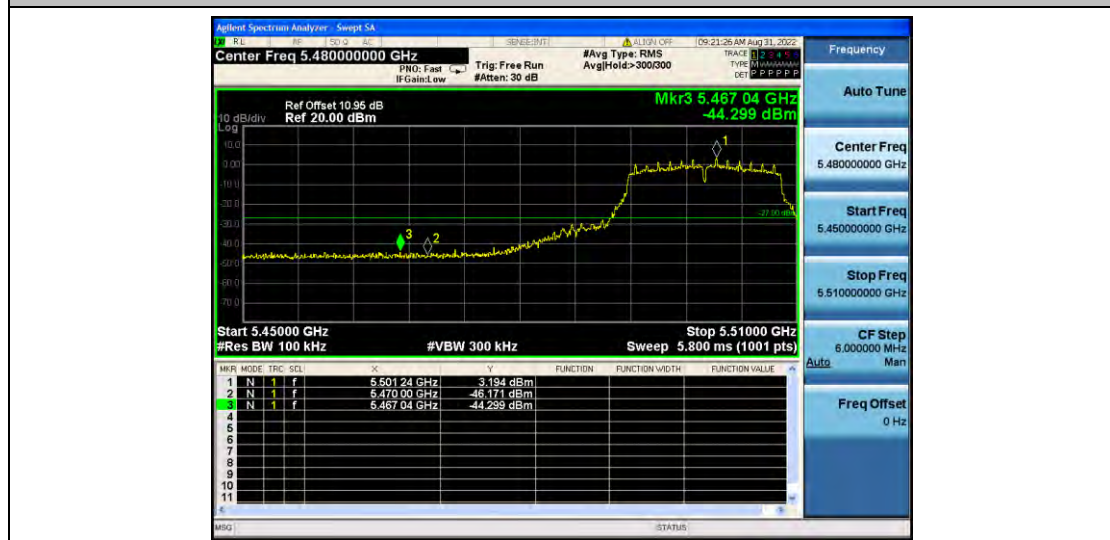 Agilent Spectrum Analyzer - Swept SA
RL RF 50 Ω AC SENSE:INT ALIGN OFF 09:21:26 AM Aug 31, 2022
Center Freq 5.480000000 GHz
PNO: Fast
IFGain:Low
Trig: Free Run
#Atten: 30 dB
#Avg Type: RMS
Avg|Hold:>300/300
TRACE 1 2 3 4 5 6
TYPE M
DET P P P P P P
Ref Offset 10.95 dB
10 dB/div Ref 20.00 dBm
Log
Mkr3 5.467 04 GHz
-44.299 dBm
10.0
0.00
-10.0
-20.0
-30.0
-40.0
-50.0
-60.0
-70.0
1
2
3
-27.00 dBm
Start 5.45000 GHz Stop 5.51000 GHz
#Res BW 100 kHz #VBW 300 kHz Sweep 5.800 ms (1001 pts)
MKR MODE TRC SCL X Y FUNCTION FUNCTION WIDTH FUNCTION VALUE
1 N 1 f 5.501 24 GHz 3.194 dBm
2 N 1 f 5.470 00 GHz -46.171 dBm
3 N 1 f 5.467 04 GHz -44.299 dBm
4
5
6
7
8
9
10
11
MSG STATUS
Frequency
Auto Tune
Center Freq
5.480000000 GHz
Start Freq
5.450000000 GHz
Stop Freq
5.510000000 GHz
CF Step
6.000000 MHz
Auto Man
Freq Offset
0 Hz